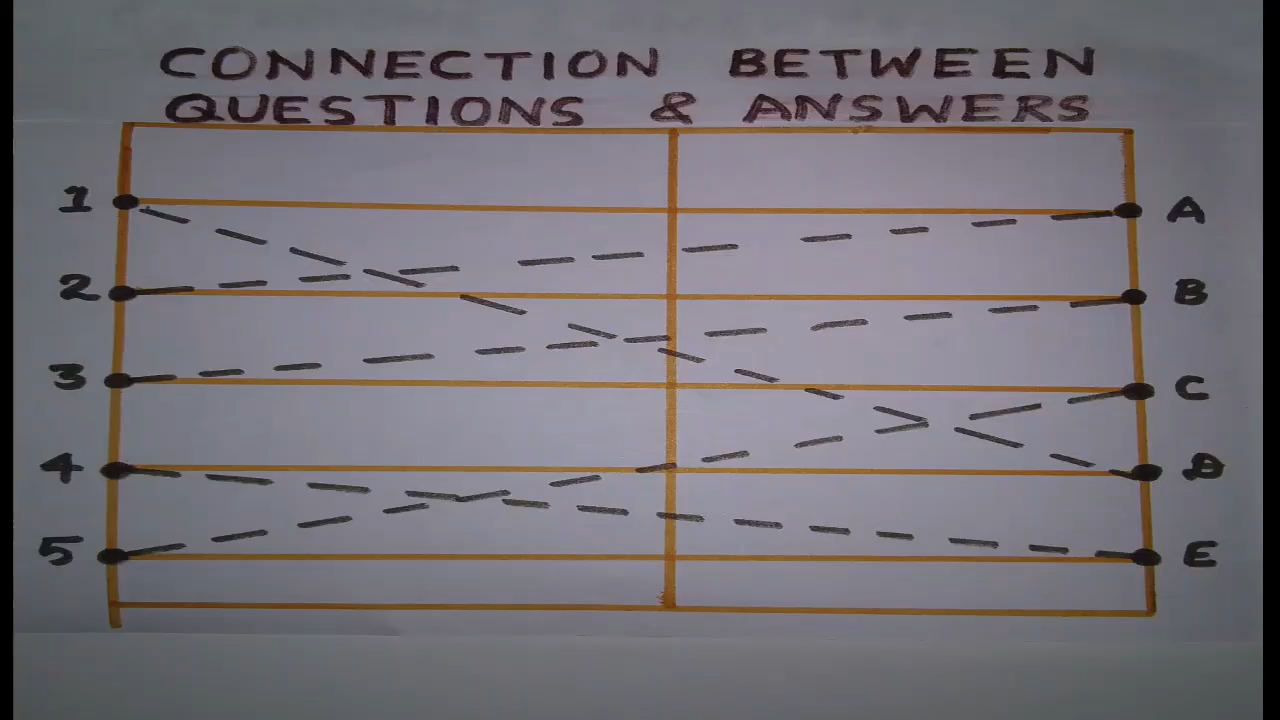 CONNECTION BETWEEN
QUESTIONS & ANSWERS
1 A
2 B
3 C
4 D
5 E